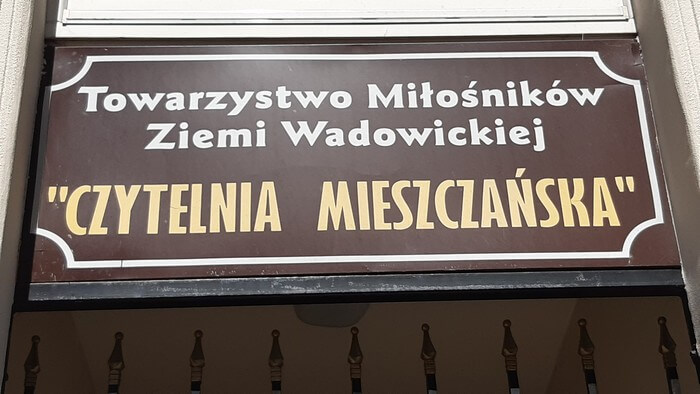 Towarzystwo Miłośników
Ziemi Wadowickiej
"CZYTELNIA MIESZCZAŃSKA"